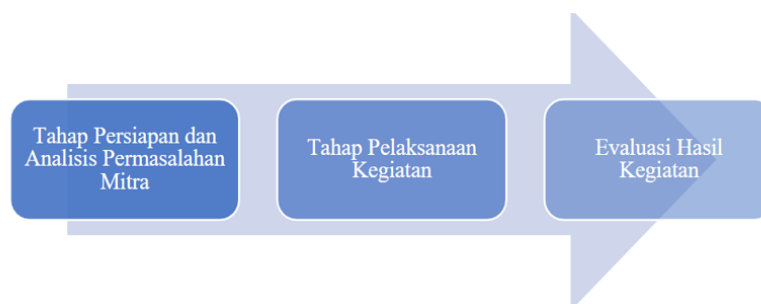 Tahap Persiapan dan
Analisis Permasalahan
Mitra
Tahap Pelaksanaan
Kegiatan
Evaluasi Hasil
Kegiatan